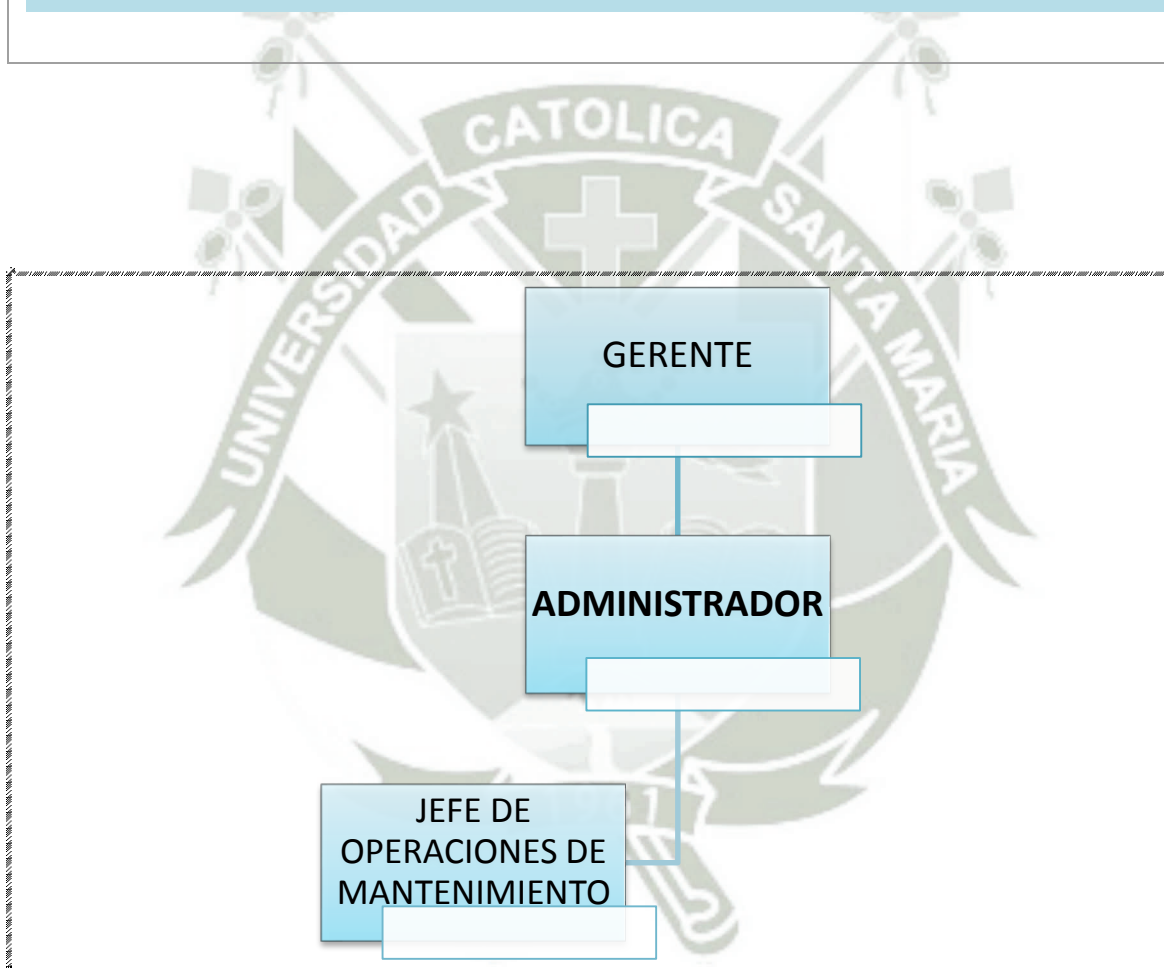 CATOLICA
UNIVERSIDAD
SANTA MARIA
GERENTE
ADMINISTRADOR
JEFE DE
OPERACIONES DE
MANTENIMIENTO